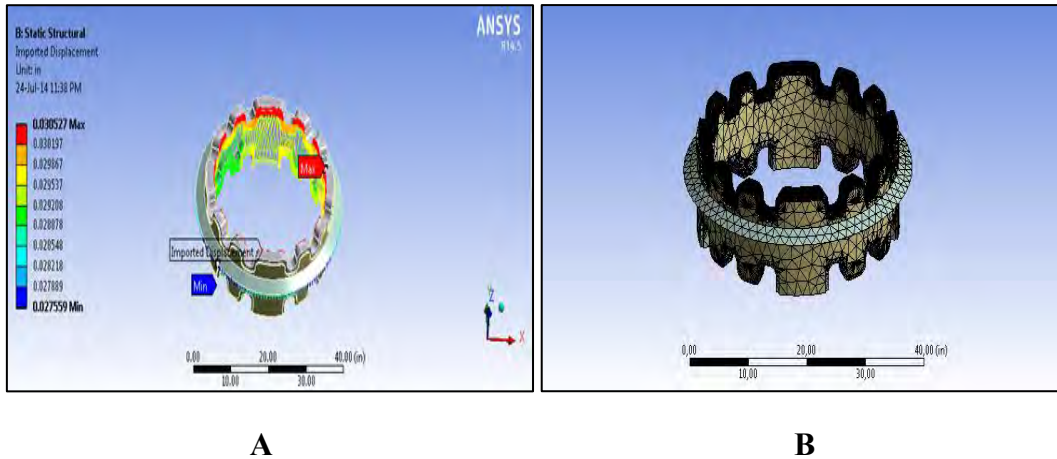 B: Static Structural
Imported Displacement
Unit: in
24-Jul-14 11:38 PM
0.030527 Max
0.030197
0.029867
0.029537
0.029208
0.028878
0.028548
0.028218
0.027889
0.027559 Min
ANSYS
R14.5
Max
Imported Displacement
Min
Z
X
0.00
20.00
40.00 (in)
10.00
30.00
0,00
20,00
40,00 (in)
10,00
30,00
A
B